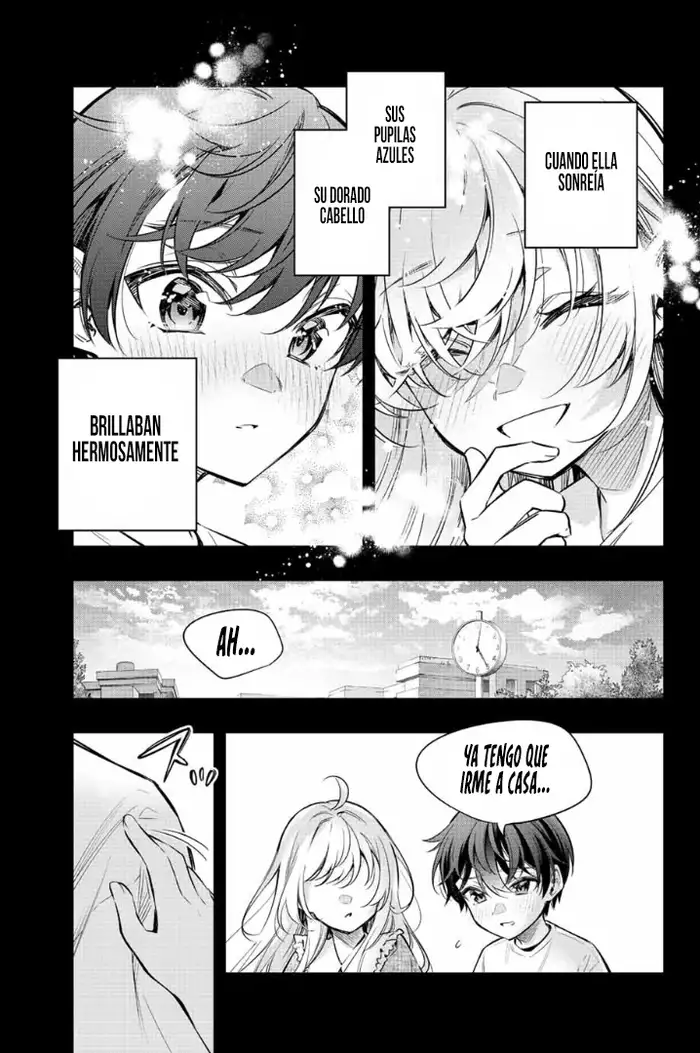 CUANDO ELLA
SONREÍA
SUS
PUPILAS
AZULES
SU DORADO
CABELLO
BRILLABAN
HERMOSAMENTE
AH...
YA TENGO QUE
IRME A CASA...